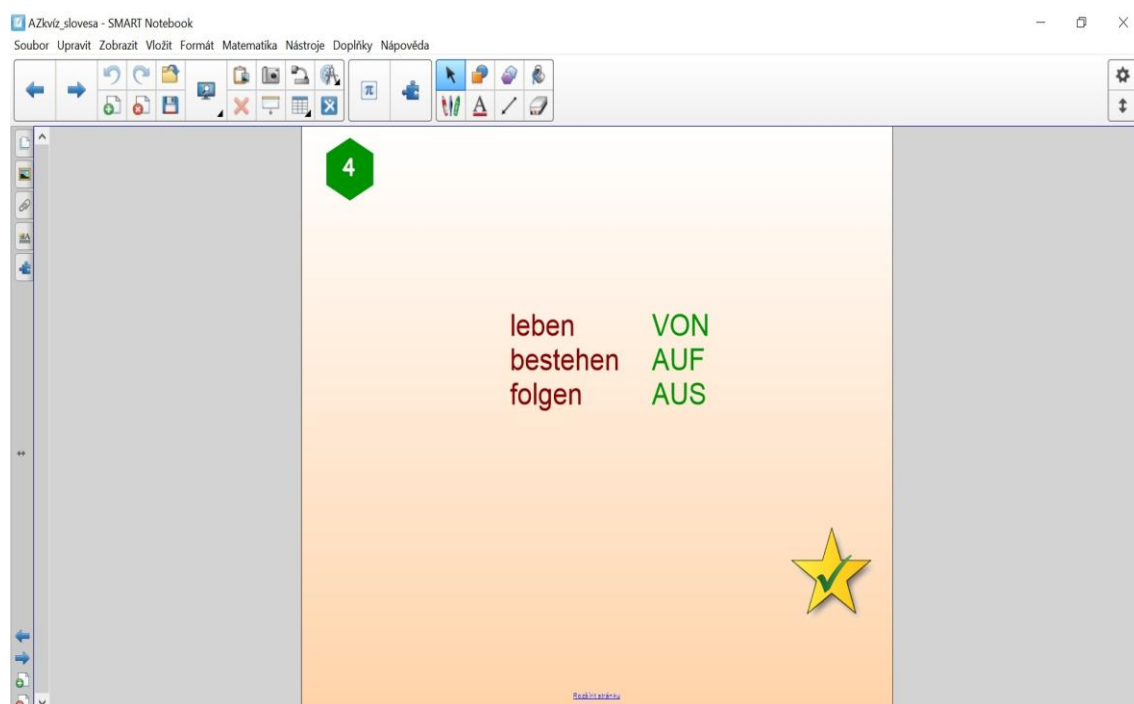 AZkvíz_slovesa - SMART Notebook
Soubor Upravit Zobrazit Vložit Formát Matematika Nástroje Doplňky Nápověda
π
A
4
leben VON
bestehen AUF
folgen AUS
Rozšířit stránku